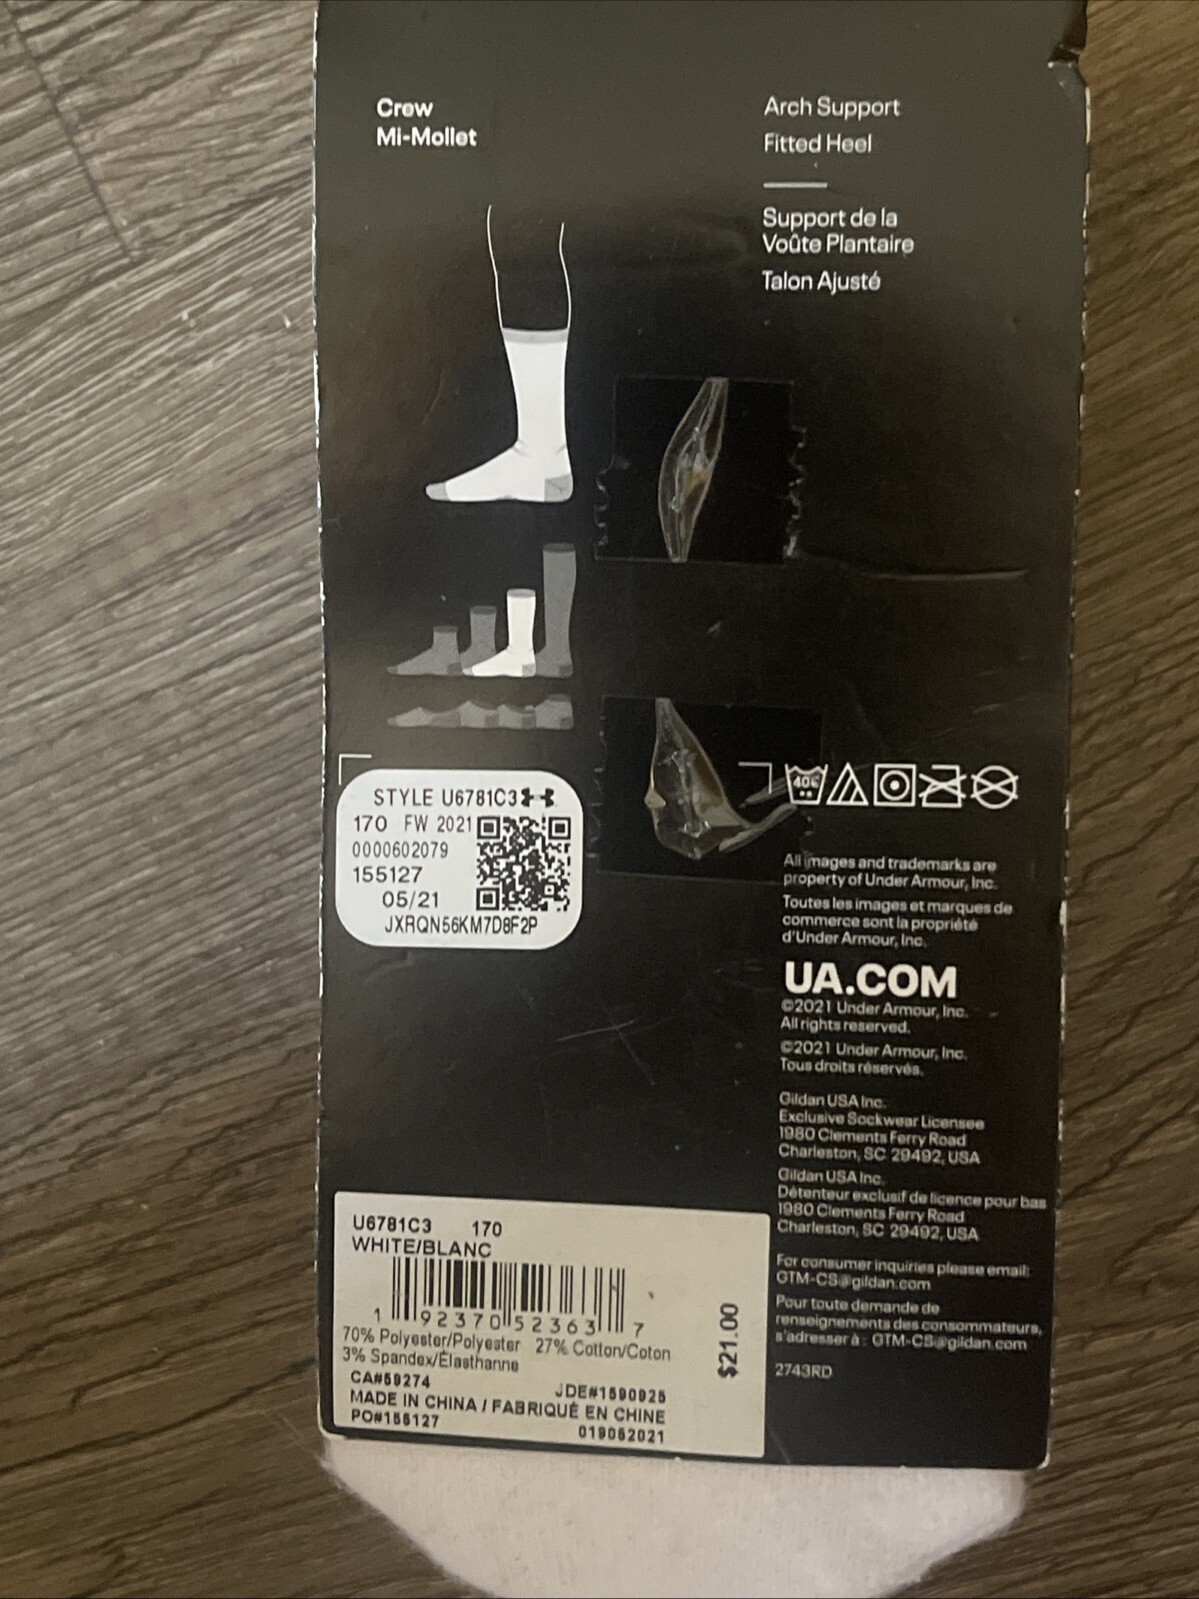 Crew
Mi-Mollet
Arch Support
Fitted Heel
Support de la
Voûte Plantaire
Talon Ajusté
STYLE U6781C3
170 FW 2021
0000602079
155127
05/21
JXRQN56KM7D8F2P
40c
All images and trademarks are
property of Under Armour, Inc.
Toutes les images et marques de
commerce sont la propriété
d'Under Armour, Inc.
UA.COM
©2021 Under Armour, Inc.
All rights reserved.
©2021 Under Armour, Inc.
Tous droits réservés.
Gildan USA Inc.
Exclusive Sockwear Licensee
1980 Clements Ferry Road
Charleston, SC 29492, USA
Gildan USA Inc.
Détenteur exclusif de licence pour bas
1980 Clements Ferry Road
Charleston, SC 29492, USA
For consumer inquiries please email:
GTM-CS@gildan.com
Pour toute demande de
renseignements des consommateurs,
s'adresser à : GTM-CS@gildan.com
2743RD
U6781C3 170
WHITE/BLANC
1 92370 52363 7
70% Polyester/Polyester 27% Cotton/Coton
3% Spandex/Élasthanne
CA#59274
JDE#1590925
MADE IN CHINA / FABRIQUÉ EN CHINE
PO#155127
019052021
$21.00